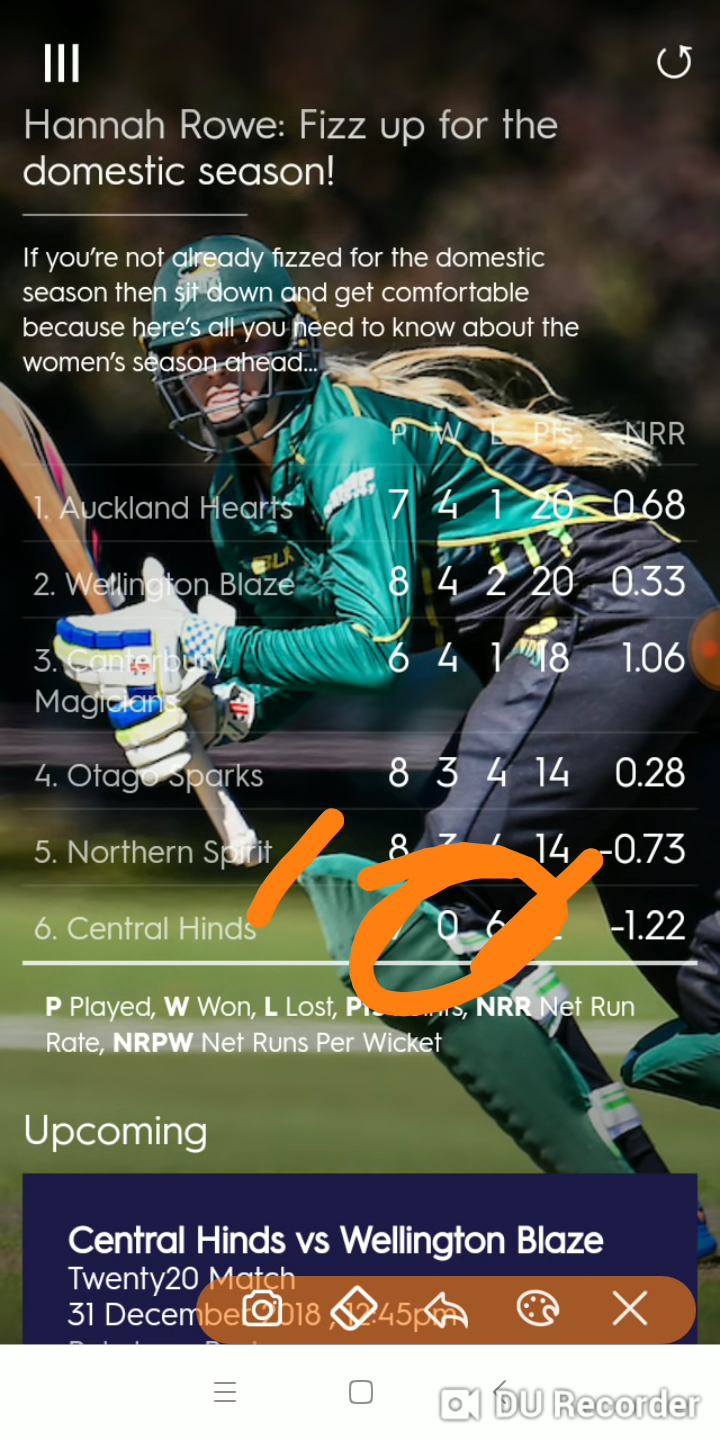 Hannah Rowe: Fizz up for the
domestic season!
If you're not already fizzed for the domestic
season then sit down and get comfortable
because here's all you need to know about the
women's season ahead...
P W L Pts NRR
1. Auckland Hearts 7 4 1 20 0.68
2. Wellington Blaze 8 4 2 20 0.33
3. Canterbury 6 4 1 18 1.06
Magicians
4. Otago Sparks 8 3 4 14 0.28
5. Northern Spirit 8 3 14 -0.73
6. Central Hinds 0 6 -1.22
P Played, W Won, L Lost, Pts Points, NRR Net Run
Rate, NRPW Net Runs Per Wicket
Upcoming
Central Hinds vs Wellington Blaze
Twenty20 Match
31 December 2018, 12:45pm
DU Recorder